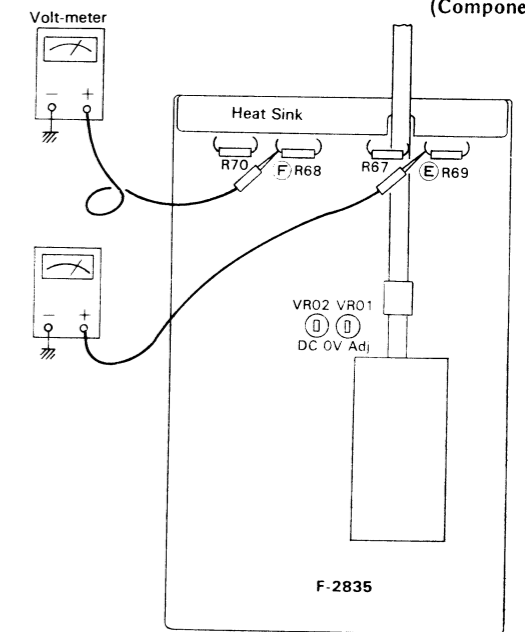 (Compone
Volt-meter
− +
Heat Sink
R70 F R68 R67 E R69
− +
VR02 VR01
DC 0V Adj
F-2835